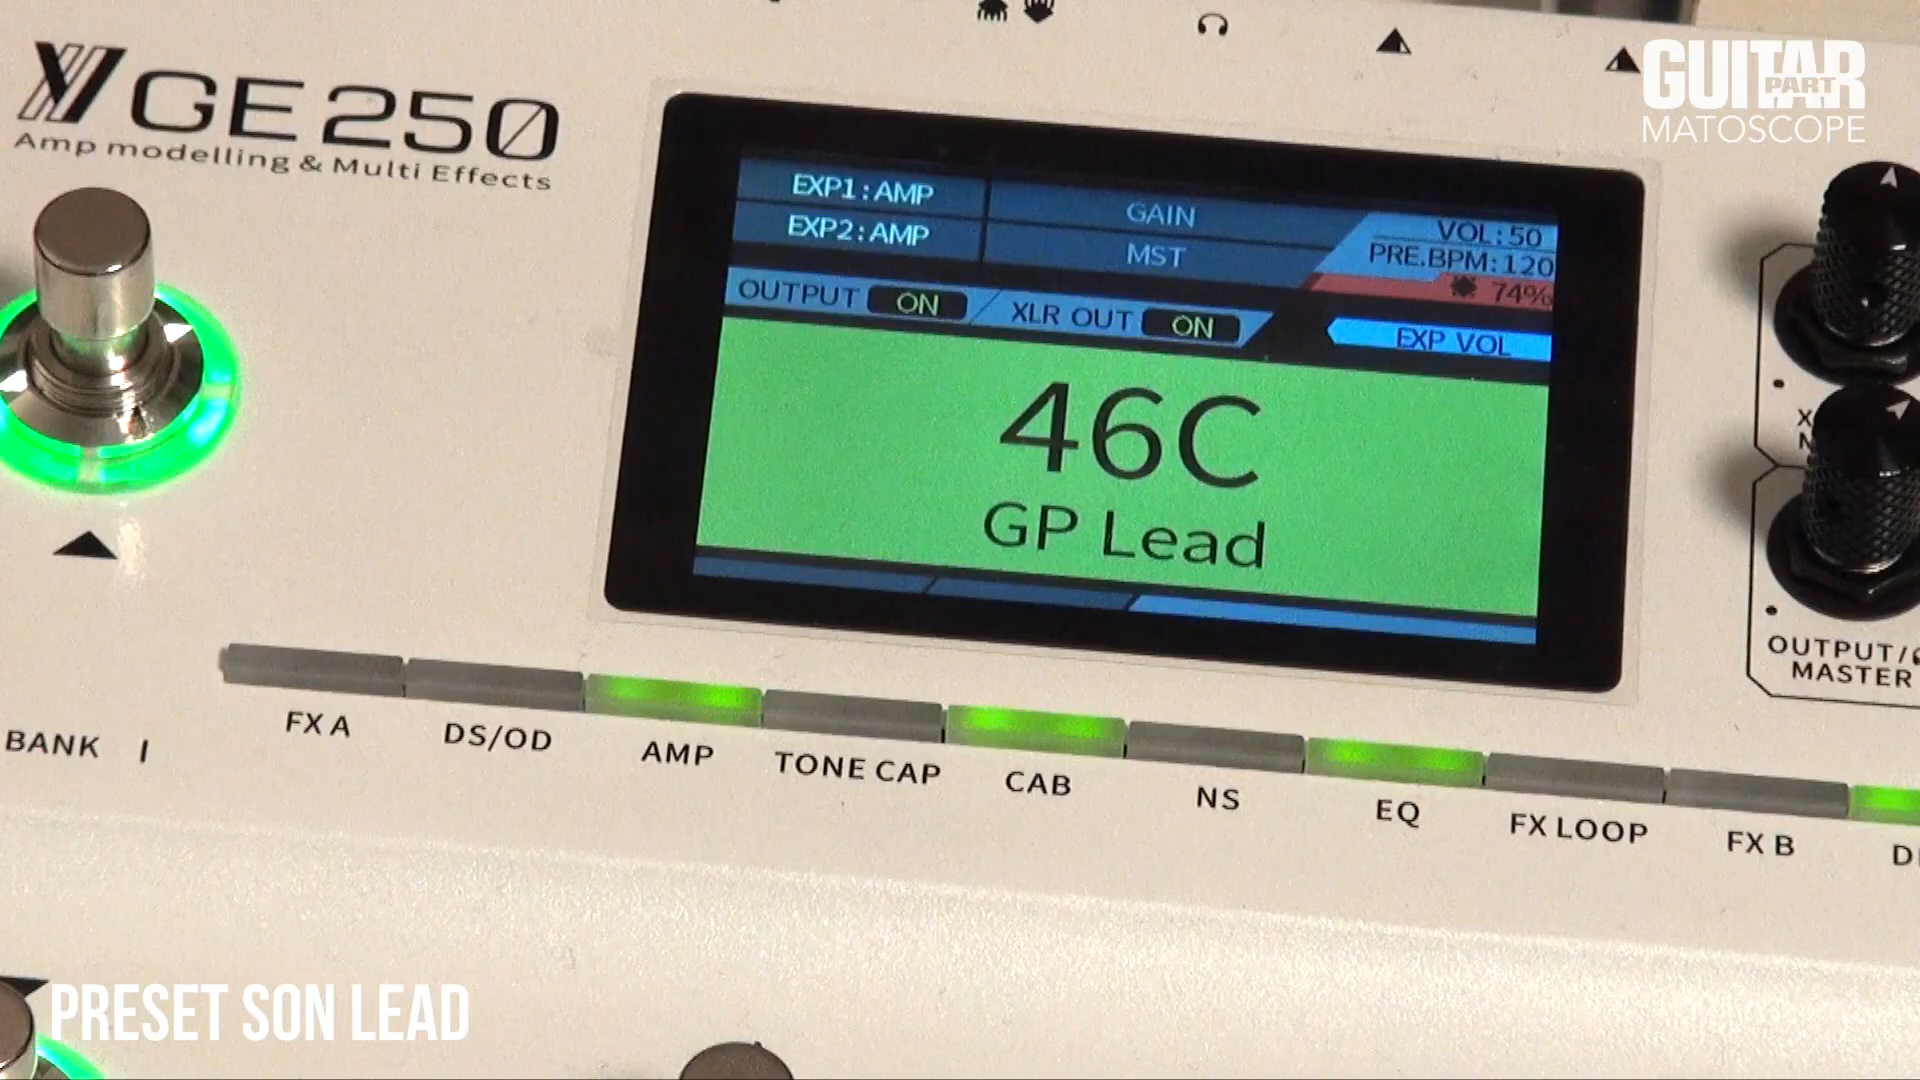 GUITAR
PART
MATOSCOPE
GE250
Amp modelling & Multi Effects
EXP1:AMP
GAIN
VOL:50
EXP2:AMP
MST
PRE.BPM:120
74%
OUTPUT ON
XLR OUT ON
EXP VOL
46C
GP Lead
OUTPUT/
MASTER
BANK
FX A
DS/OD
AMP
TONE CAP
CAB
NS
EQ
FX LOOP
FX B
PRESET SON LEAD